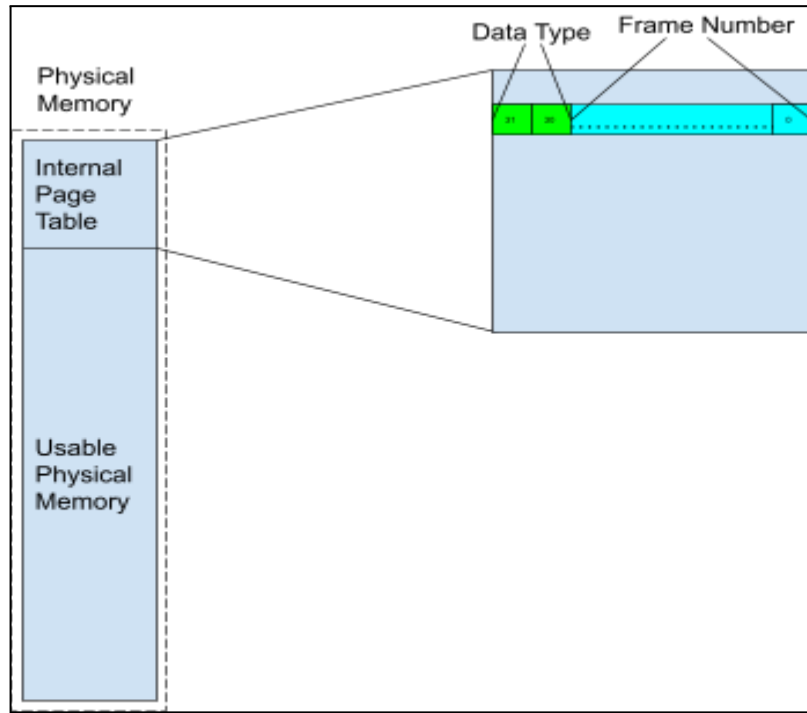 Data Type
Frame Number
Physical
Memory
31
30
0
Internal
Page
Table
Usable
Physical
Memory